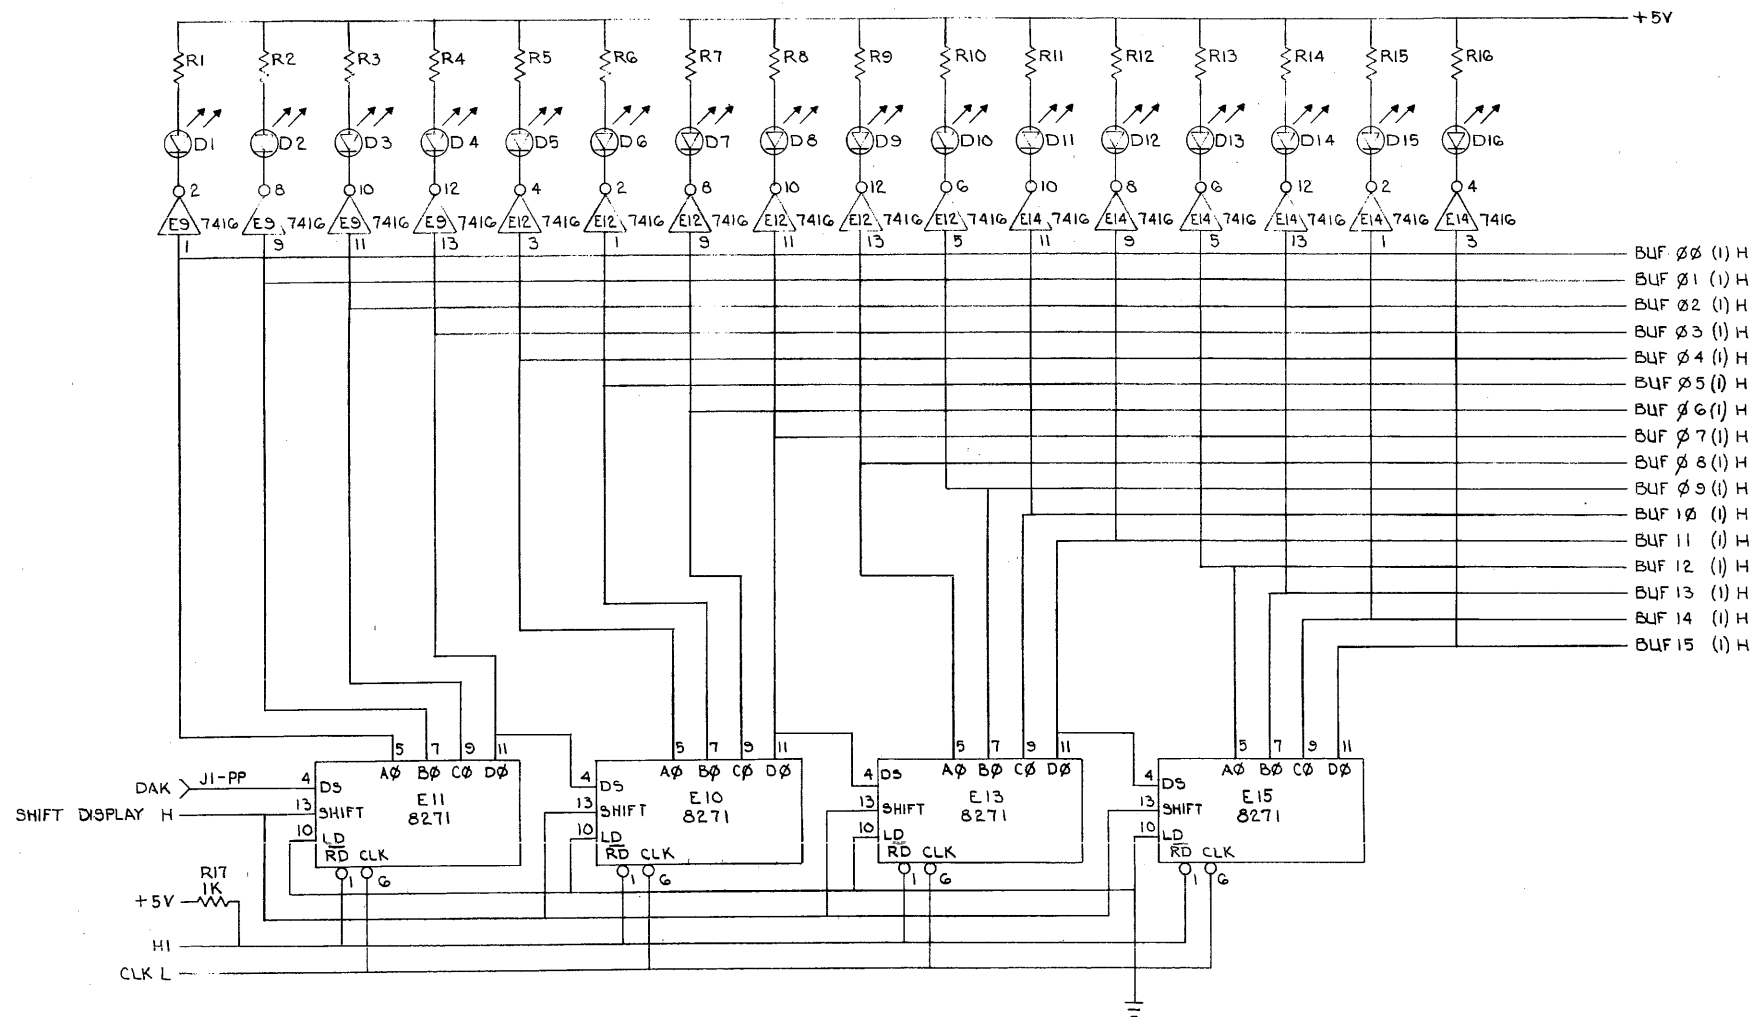 +5V
R1 R2 R3 R4 R5 R6 R7 R8 R9 R10 R11 R12 R13 R14 R15 R16
D1 D2 D3 D4 D5 D6 D7 D8 D9 D10 D11 D12 D13 D14 D15 D16
2 8 10 12 4 2 8 10 12 6 10 8 6 12 2 4
E9 7416 E9 7416 E9 7416 E9 7416 E12 7416 E12 7416 E12 7416 E12 7416 E12 7416 E12 7416 E14 7416 E14 7416 E14 7416 E14 7416 E14 7416 E14 7416
1 9 11 13 3 1 9 11 13 5 11 9 5 13 1 3
BUF ØØ (1) H
BUF Ø1 (1) H
BUF Ø2 (1) H
BUF Ø3 (1) H
BUF Ø4 (1) H
BUF Ø5 (1) H
BUF Ø6 (1) H
BUF Ø7 (1) H
BUF Ø8 (1) H
BUF Ø9 (1) H
BUF 1Ø (1) H
BUF 11 (1) H
BUF 12 (1) H
BUF 13 (1) H
BUF 14 (1) H
BUF 15 (1) H
5 7 9 11 5 7 9 11 5 7 9 11 5 7 9 11
AØ BØ CØ DØ AØ BØ CØ DØ AØ BØ CØ DØ AØ BØ CØ DØ
DAK J1-PP 4 DS 4 DS 4 DS 4 DS
E11 E10 E13 E15
SHIFT DISPLAY H 13 SHIFT 8271 13 SHIFT 8271 13 SHIFT 8271 13 SHIFT 8271
10 LD 10 LD 10 LD 10 LD
R̅D̅ CLK R̅D̅ CLK R̅D̅ CLK R̅D̅ CLK
1 6 1 6 1 6 1 6
R17
1K
+5V
HI
CLK L